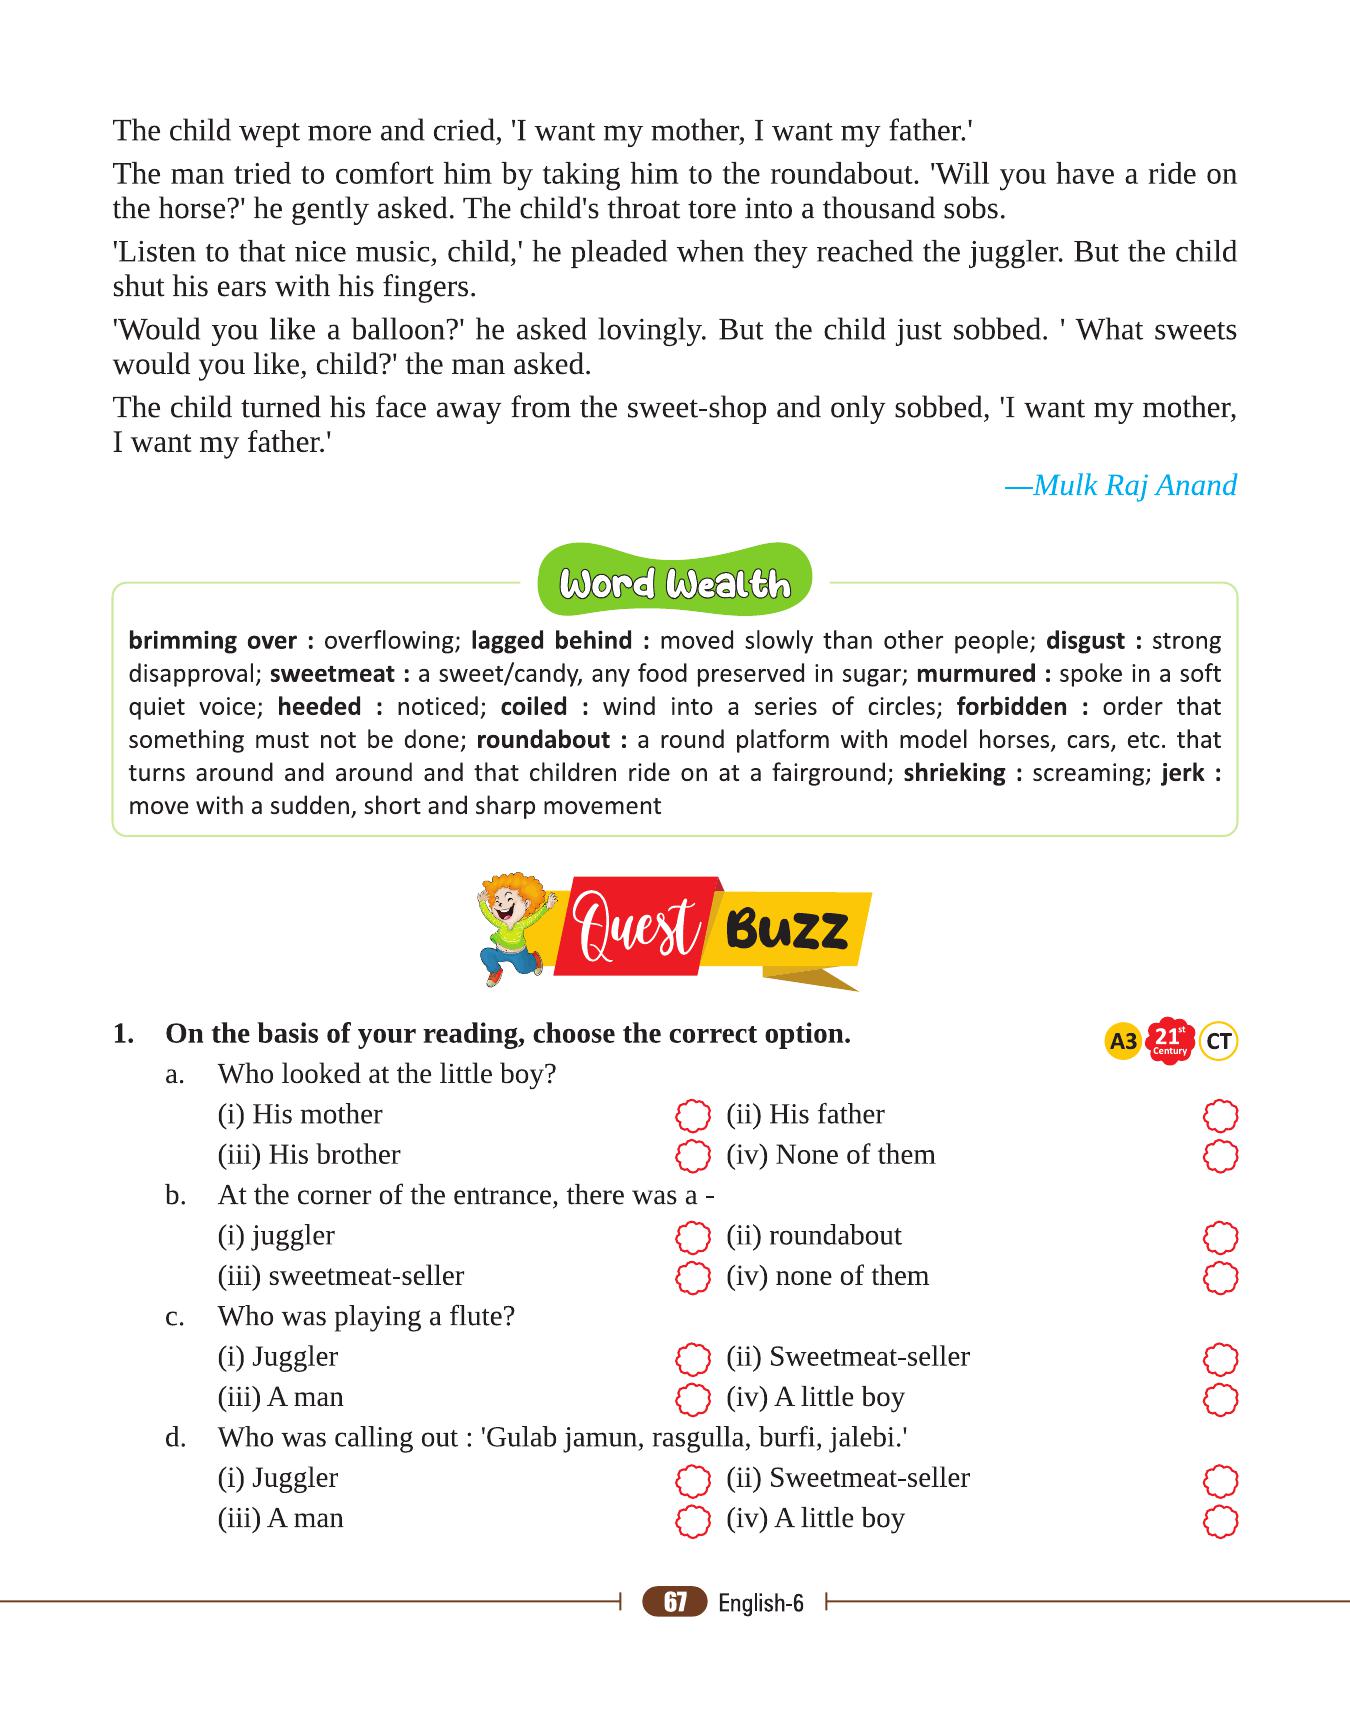 The child wept more and cried, 'I want my mother, I want my father.'
The man tried to comfort him by taking him to the roundabout. 'Will you have a ride on
the horse?' he gently asked. The child's throat tore into a thousand sobs.
'Listen to that nice music, child,' he pleaded when they reached the juggler. But the child
shut his ears with his fingers.
'Would you like a balloon?' he asked lovingly. But the child just sobbed. ' What sweets
would you like, child?' the man asked.
The child turned his face away from the sweet-shop and only sobbed, 'I want my mother,
I want my father.'
—Mulk Raj Anand
Word Wealth
brimming over : overflowing; lagged behind : moved slowly than other people; disgust : strong
disapproval; sweetmeat : a sweet/candy, any food preserved in sugar; murmured : spoke in a soft
quiet voice; heeded : noticed; coiled : wind into a series of circles; forbidden : order that
something must not be done; roundabout : a round platform with model horses, cars, etc. that
turns around and around and that children ride on at a fairground; shrieking : screaming; jerk :
move with a sudden, short and sharp movement
Quest Buzz
1. On the basis of your reading, choose the correct option. A3 21st Century CT
a. Who looked at the little boy?
(i) His mother (ii) His father
(iii) His brother (iv) None of them
b. At the corner of the entrance, there was a -
(i) juggler (ii) roundabout
(iii) sweetmeat-seller (iv) none of them
c. Who was playing a flute?
(i) Juggler (ii) Sweetmeat-seller
(iii) A man (iv) A little boy
d. Who was calling out : 'Gulab jamun, rasgulla, burfi, jalebi.'
(i) Juggler (ii) Sweetmeat-seller
(iii) A man (iv) A little boy
67 English-6